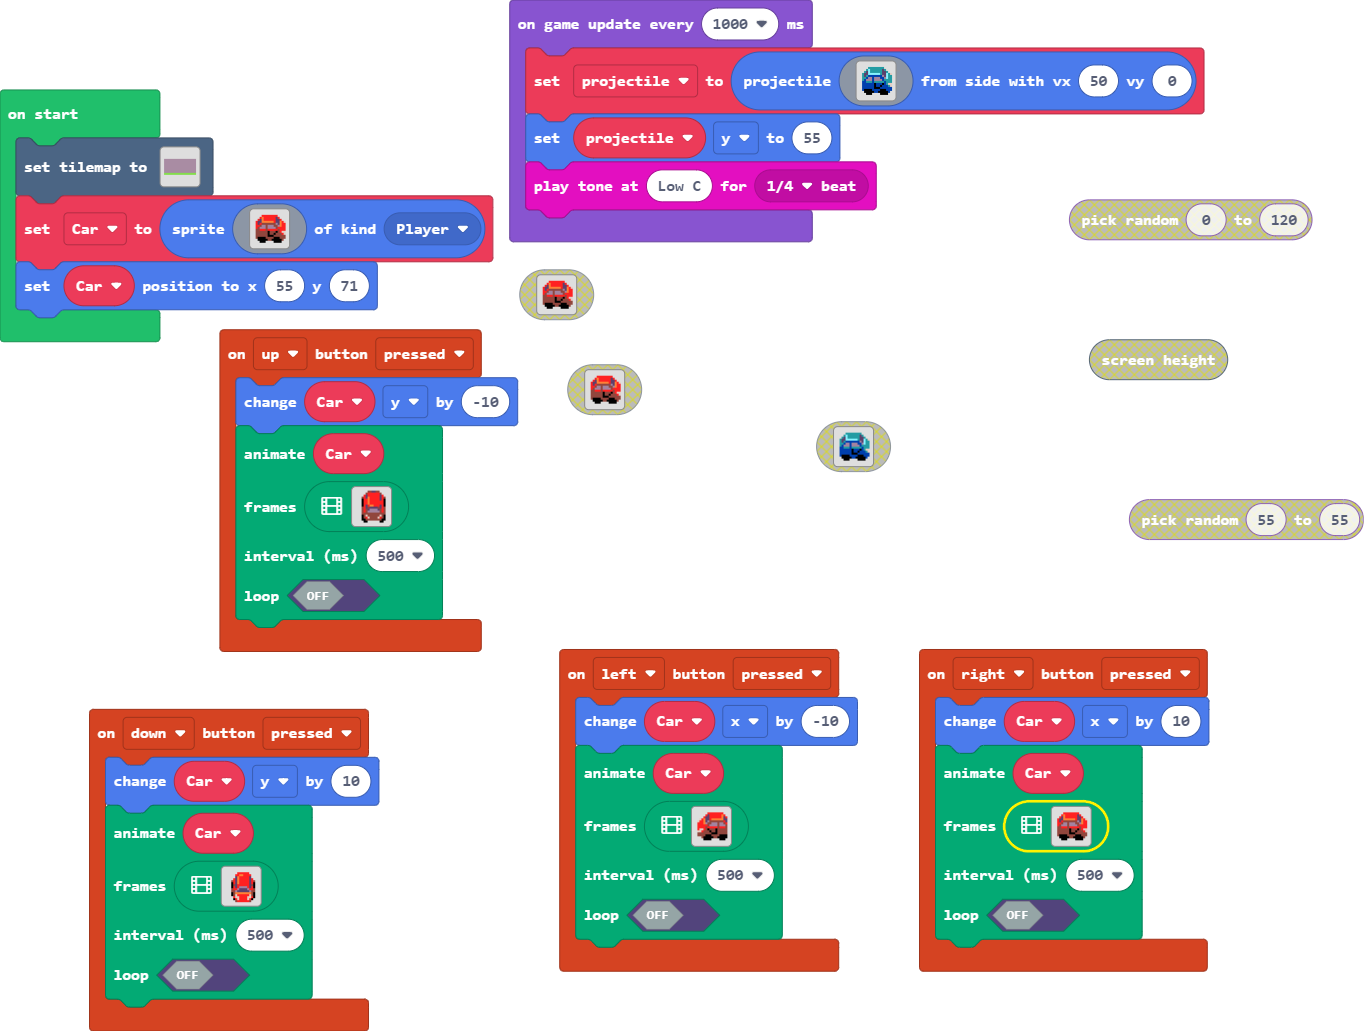 on game update every 1000 ms
set projectile to projectile from side with vx 50 vy 0
set projectile y to 55
play tone at Low C for 1/4 beat
on start
set tilemap to
set Car to sprite of kind Player
set Car position to x 55 y 71
pick random 0 to 120
screen height
pick random 55 to 55
on up button pressed
change Car y by -10
animate Car
frames
interval (ms) 500
loop OFF
on down button pressed
change Car y by 10
animate Car
frames
interval (ms) 500
loop OFF
on left button pressed
change Car x by -10
animate Car
frames
interval (ms) 500
loop OFF
on right button pressed
change Car x by 10
animate Car
frames
interval (ms) 500
loop OFF